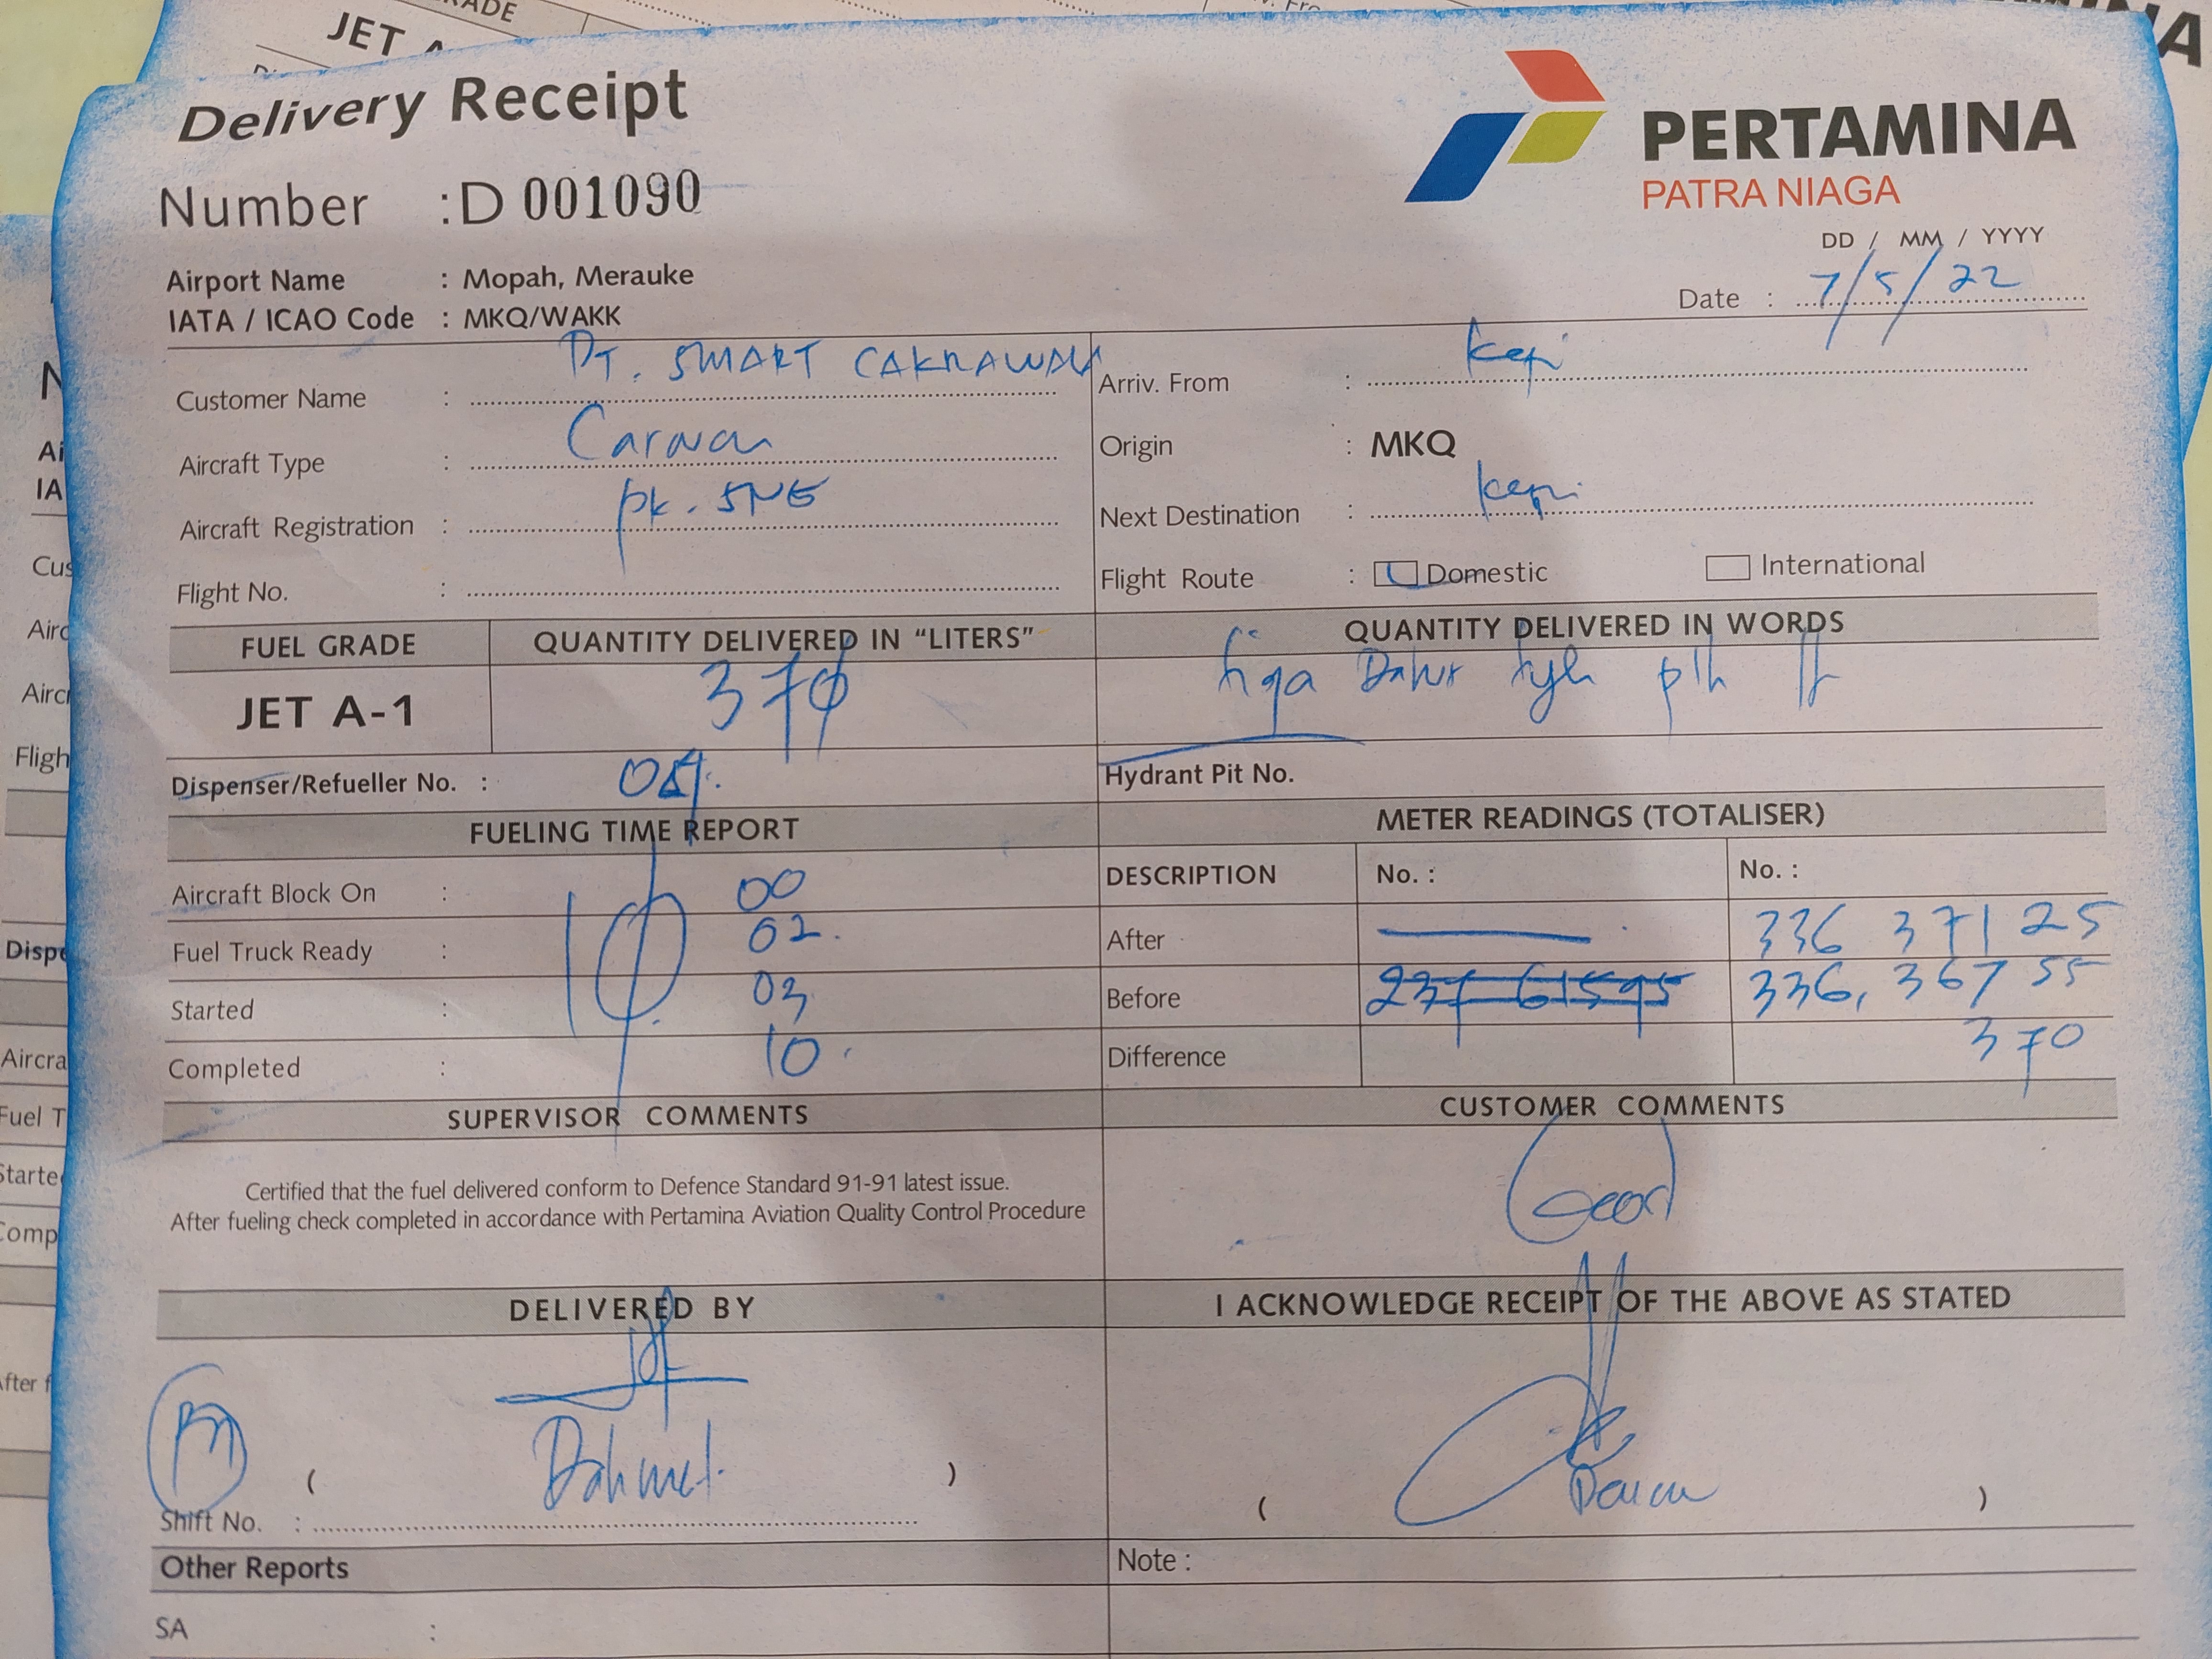 JET A
Delivery Receipt
PERTAMINA
PATRA NIAGA
Number : D 001090
DD / MM / YYYY
Date : 7/5/22
Airport Name : Mopah, Merauke
IATA / ICAO Code : MKQ/WAKK
Customer Name : PT. SMART CAKRAWALA
Arriv. From : kepi
Aircraft Type : Caravan
Origin : MKQ
Aircraft Registration : pk. SNE
Next Destination : kepi
Flight No. :
Flight Route : Domestic International
FUEL GRADE QUANTITY DELIVERED IN "LITERS" QUANTITY DELIVERED IN WORDS
JET A-1 370 tiga
Dispenser/Refueller No. :
Hydrant Pit No.
FUELING TIME REPORT METER READINGS (TOTALISER)
DESCRIPTION No. : No. :
Aircraft Block On : 10 00
Fuel Truck Ready : 02.
After 336 371 25
Started : 03
Before 237 61595 336, 367 55
Completed : 10.
Difference 370
SUPERVISOR COMMENTS CUSTOMER COMMENTS
Certified that the fuel delivered conform to Defence Standard 91-91 latest issue.
After fueling check completed in accordance with Pertamina Aviation Quality Control Procedure
Good
DELIVERED BY I ACKNOWLEDGE RECEIPT OF THE ABOVE AS STATED
( ) ( )
Shift No. :
Other Reports Note :
SA :